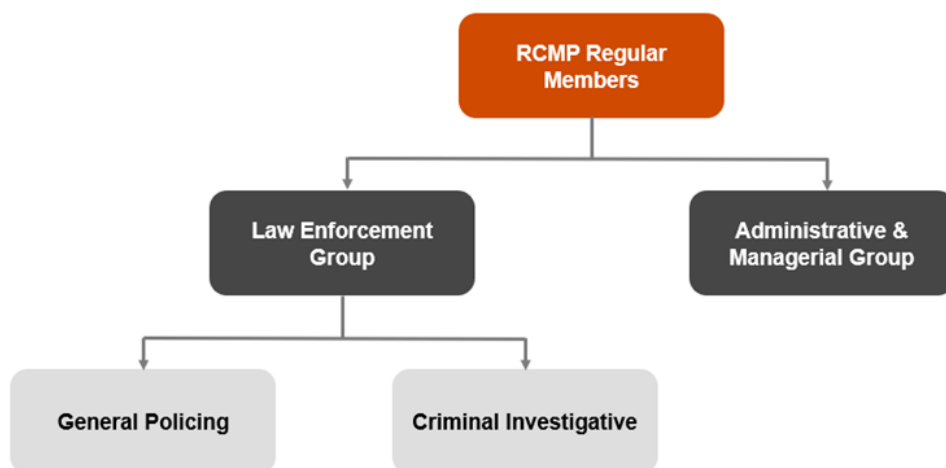 RCMP Regular
Members
Law Enforcement
Group
Administrative &
Managerial Group
General Policing
Criminal Investigative